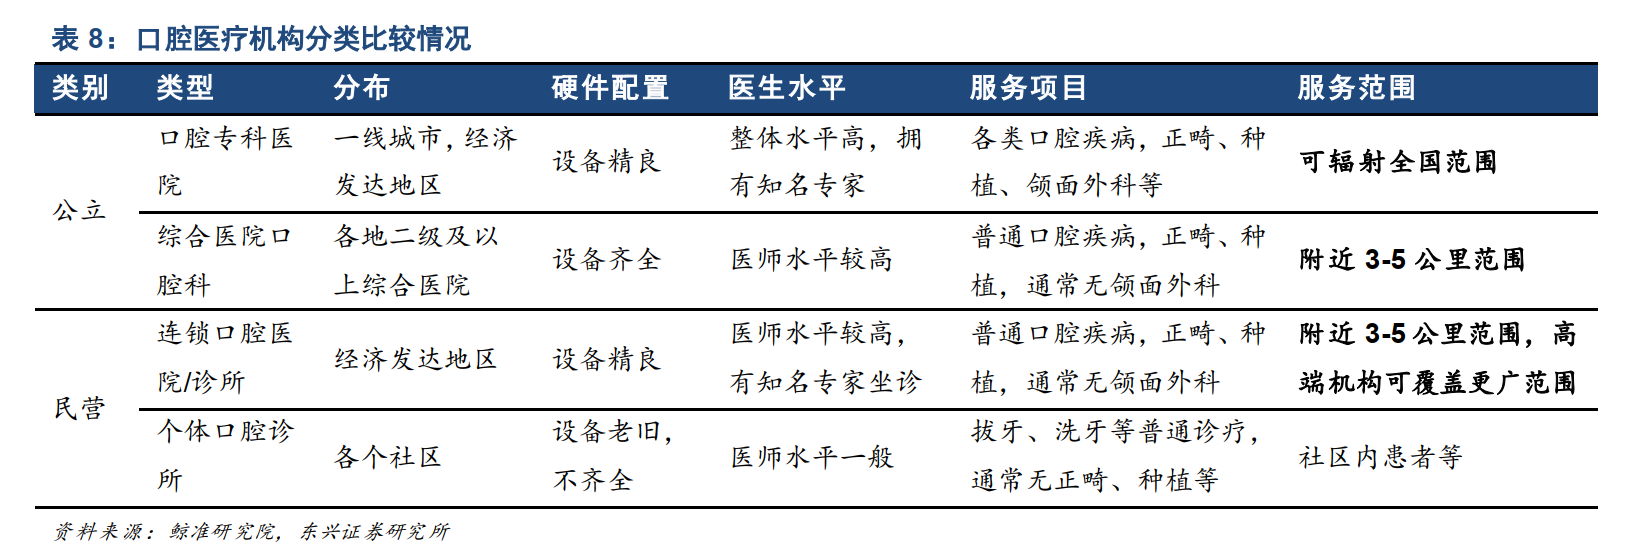 表 8：口腔医疗机构分类比较情况
类别 类型 分布 硬件配置 医生水平 服务项目 服务范围
公立
口腔专科医
院
一线城市，经济
发达地区
设备精良
整体水平高，拥
有知名专家
各类口腔疾病，正畸、种
植、颌面外科等
可辐射全国范围
综合医院口
腔科
各地二级及以
上综合医院
设备齐全
医师水平较高
普通口腔疾病，正畸、种
植，通常无颌面外科
附近 3-5 公里范围
民营
连锁口腔医
院/诊所
经济发达地区
设备精良
医师水平较高，
有知名专家坐诊
普通口腔疾病，正畸、种
植，通常无颌面外科
附近 3-5 公里范围，高
端机构可覆盖更广范围
个体口腔诊
所
各个社区
设备老旧，
不齐全
医师水平一般
拔牙、洗牙等普通诊疗，
通常无正畸、种植等
社区内患者等
资料来源：鲸准研究院，东兴证券研究所